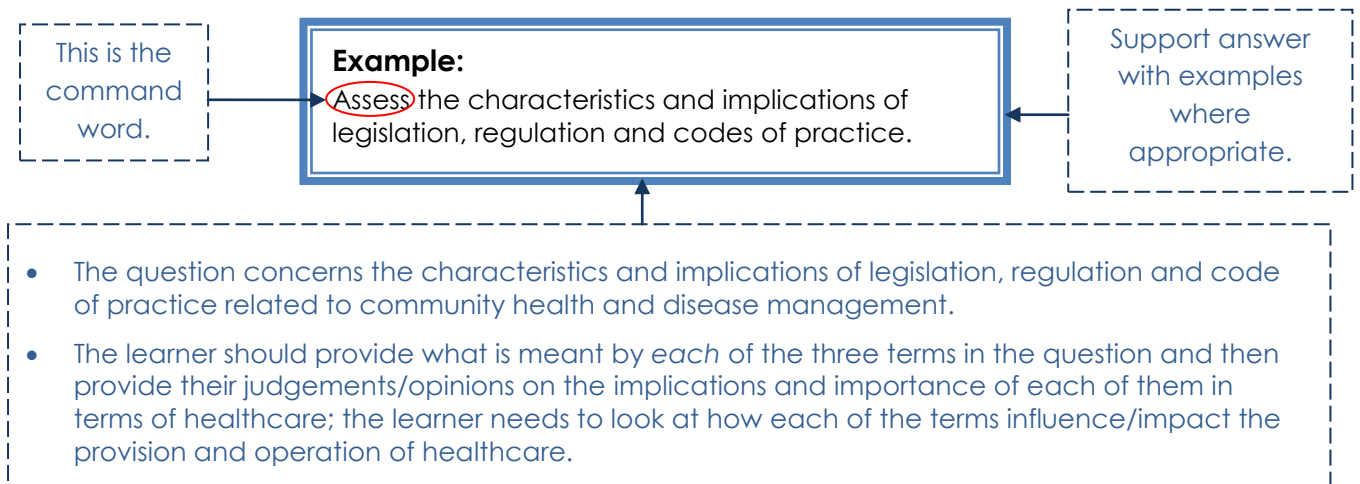 This is the
command
word.
Example:
Assess the characteristics and implications of
legislation, regulation and codes of practice.
Support answer
with examples
where
appropriate.
• The question concerns the characteristics and implications of legislation, regulation and code
of practice related to community health and disease management.
• The learner should provide what is meant by each of the three terms in the question and then
provide their judgements/opinions on the implications and importance of each of them in
terms of healthcare; the learner needs to look at how each of the terms influence/impact the
provision and operation of healthcare.